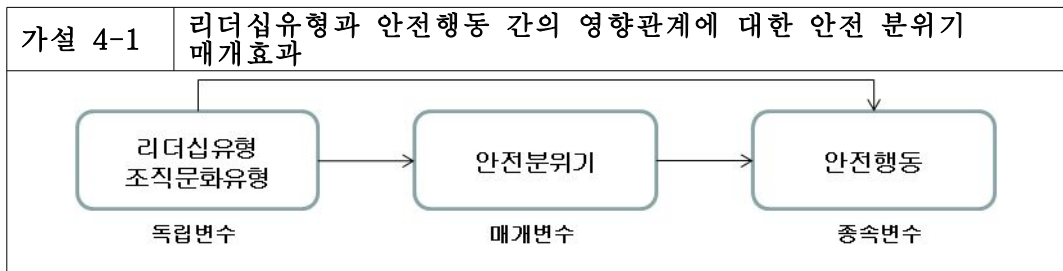 가설 4-1
리더십유형과 안전행동 간의 영향관계에 대한 안전 분위기
매개효과
리더십유형
조직문화유형
안전분위기
안전행동
독립변수
매개변수
종속변수